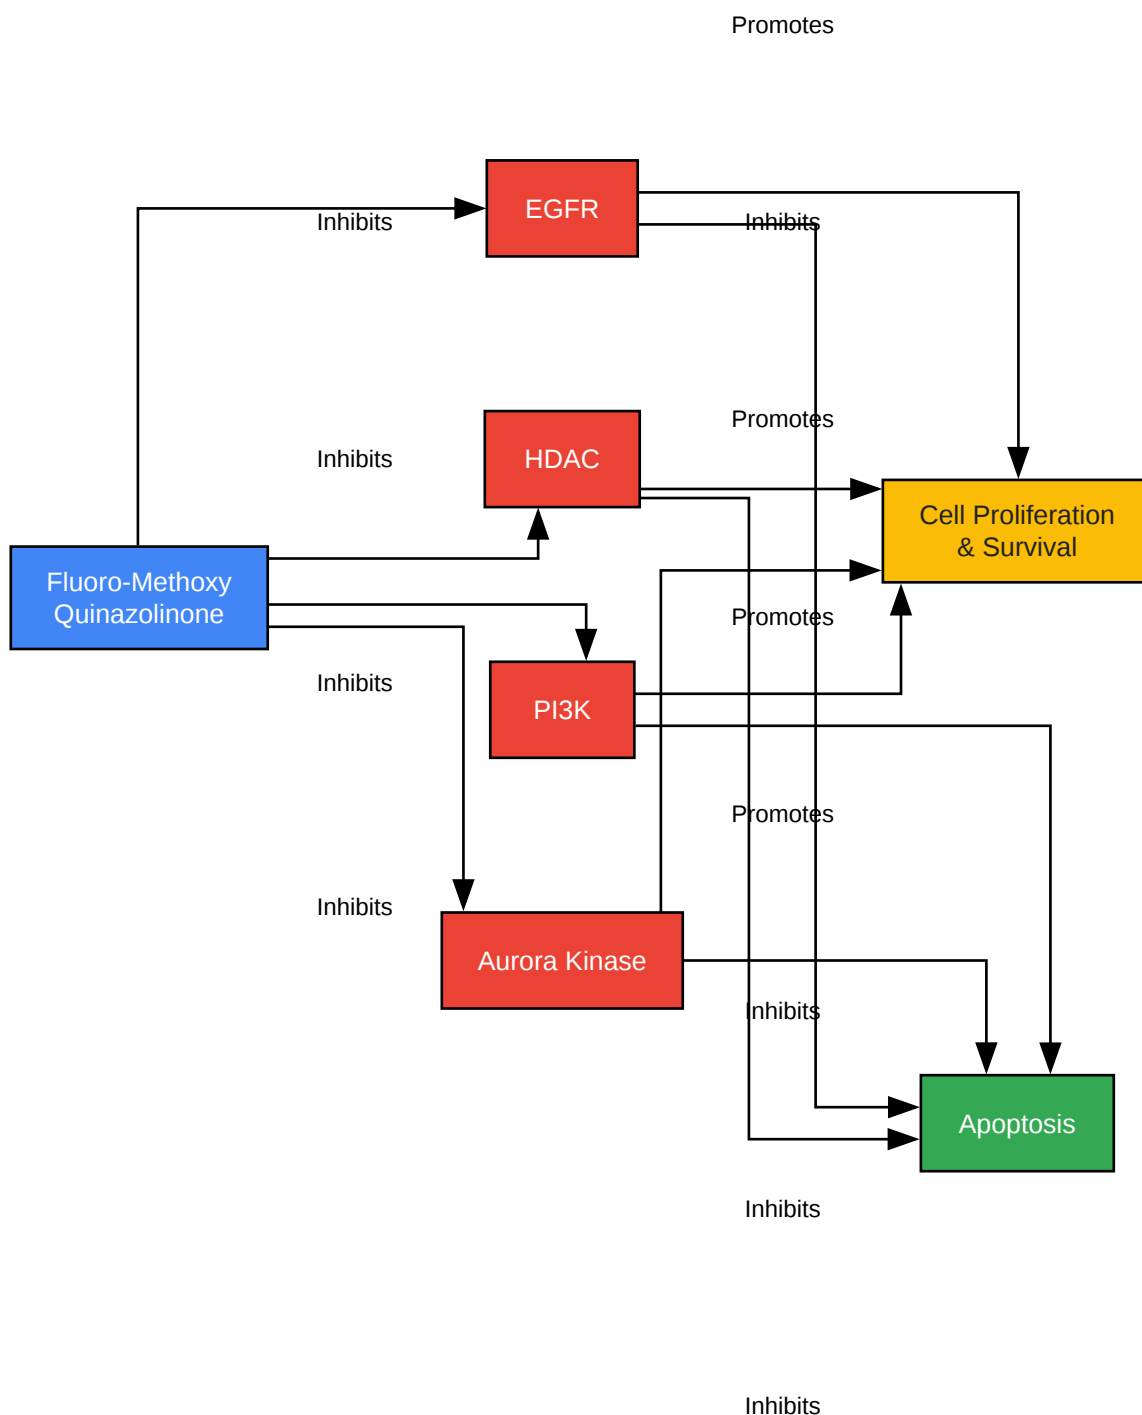 Promotes
EGFR
Inhibits
Inhibits
Promotes
HDAC
Inhibits
Cell Proliferation
& Survival
Fluoro-Methoxy
Quinazolinone
Promotes
Inhibits
PI3K
Promotes
Inhibits
Aurora Kinase
Inhibits
Apoptosis
Inhibits
Inhibits